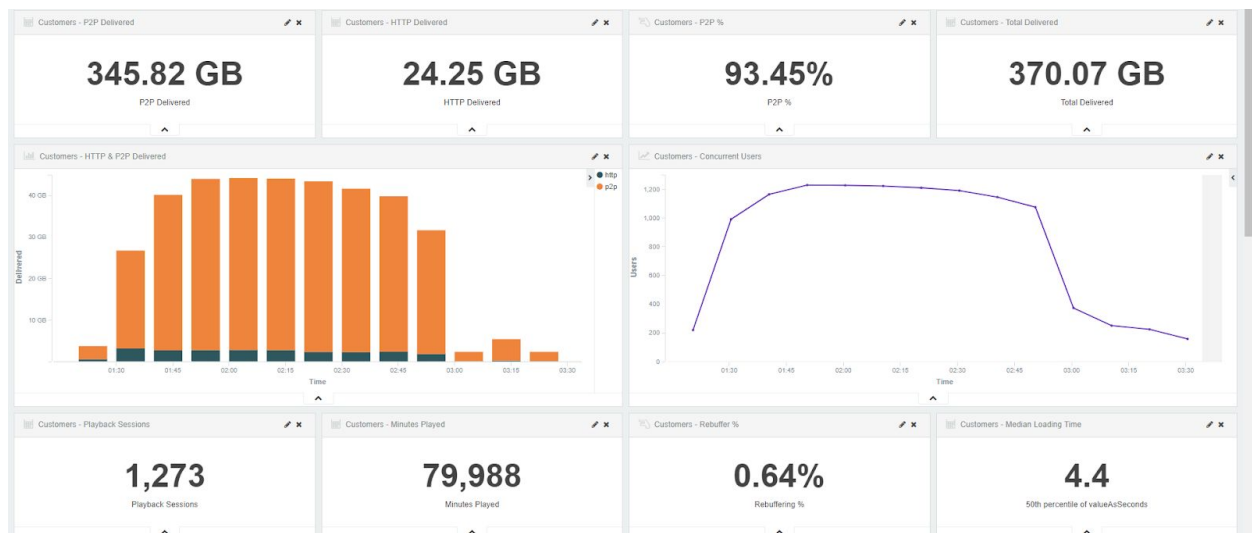 Customers - P2P Delivered
345.82 GB
P2P Delivered
Customers - HTTP Delivered
24.25 GB
HTTP Delivered
Customers - P2P %
93.45%
P2P %
Customers - Total Delivered
370.07 GB
Total Delivered
Customers - HTTP & P2P Delivered
http
p2p
40 GB
30 GB
20 GB
10 GB
Delivered
01:30 01:45 02:00 02:15 02:30 02:45 03:00 03:15 03:30
Time
Customers - Concurrent Users
1,200
1,000
800
600
400
200
0
Users
01:30 01:45 02:00 02:15 02:30 02:45 03:00 03:15 03:30
Time
Customers - Playback Sessions
1,273
Playback Sessions
Customers - Minutes Played
79,988
Minutes Played
Customers - Rebuffer %
0.64%
Rebuffering %
Customers - Median Loading Time
4.4
50th percentile of valueAsSeconds